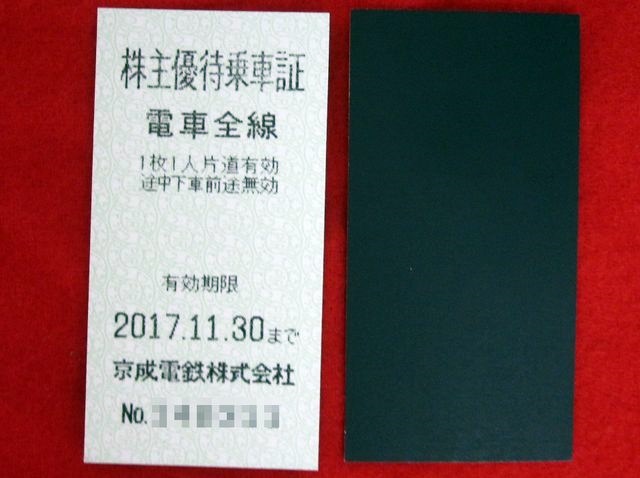 株主優待乗車証
電車全線
1枚1人片道有効
途中下車前途無効
有効期限
2017.11.30まで
京成電鉄株式会社
No.